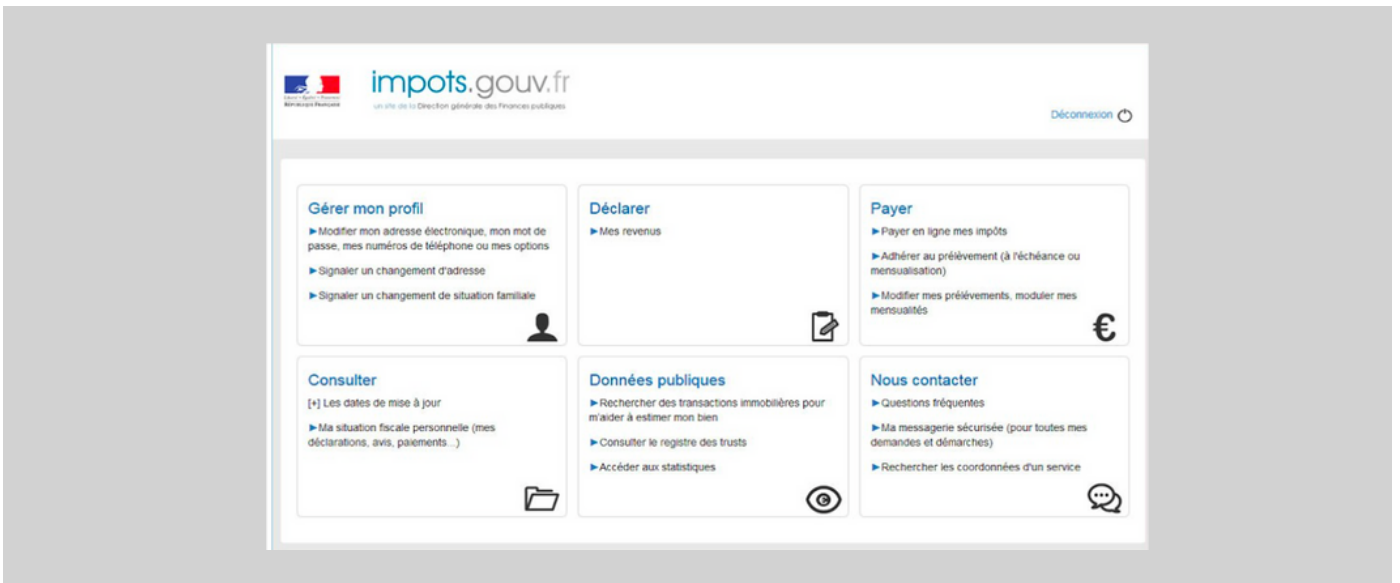 impots.gouv.fr
un site de la Direction générale des Finances publiques
Liberté • Égalité • Fraternité
RÉPUBLIQUE FRANÇAISE
Déconnexion
Gérer mon profil
►Modifier mon adresse électronique, mon mot de
passe, mes numéros de téléphone ou mes options
►Signaler un changement d'adresse
►Signaler un changement de situation familiale
Déclarer
►Mes revenus
Payer
►Payer en ligne mes impôts
►Adhérer au prélèvement (à l'échéance ou
mensualisation)
►Modifier mes prélèvements, moduler mes
mensualités
€
Consulter
[+] Les dates de mise à jour
►Ma situation fiscale personnelle (mes
déclarations, avis, paiements...)
Données publiques
►Rechercher des transactions immobilières pour
m'aider à estimer mon bien
►Consulter le registre des trusts
►Accéder aux statistiques
Nous contacter
►Questions fréquentes
►Ma messagerie sécurisée (pour toutes mes
demandes et démarches)
►Rechercher les coordonnées d'un service